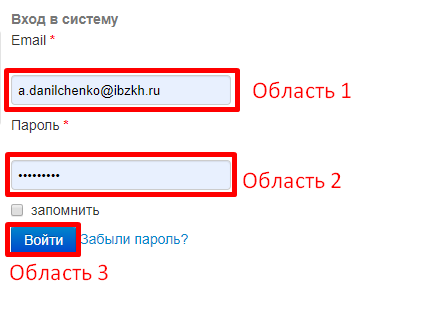 Вход в систему
Email *
a.danilchenko@ibzkh.ru
Область 1
Пароль *
•••••••••
Область 2
запомнить
Войти Забыли пароль?
Область 3